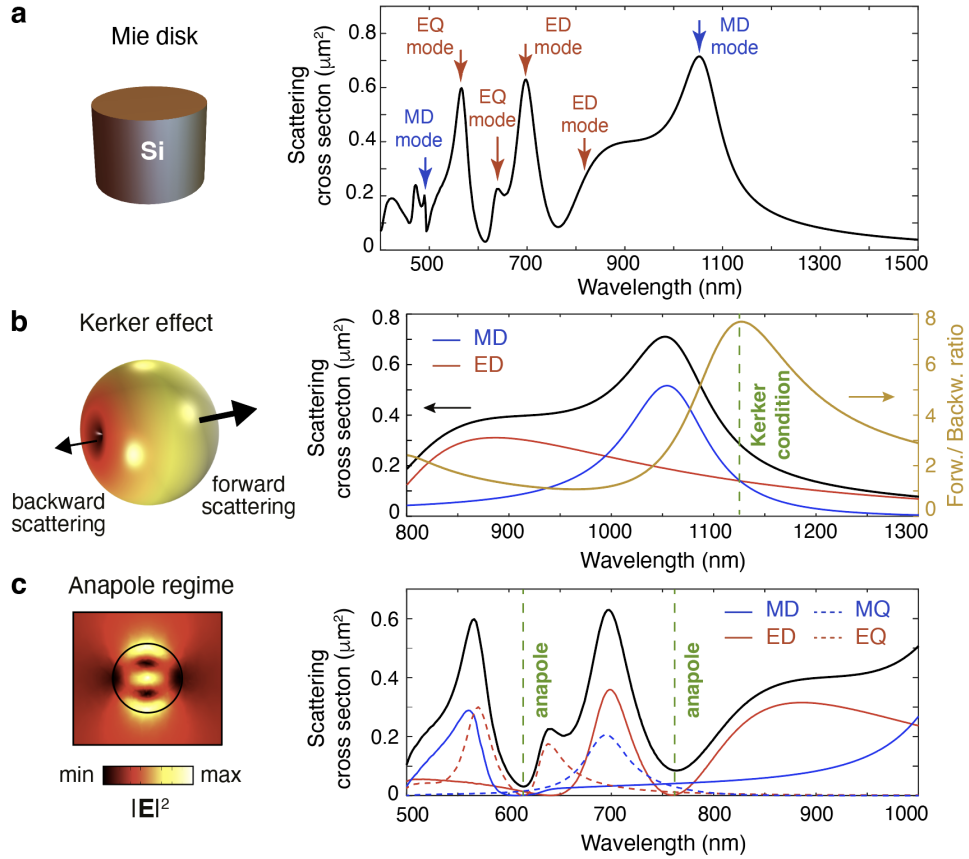 a
Mie disk
Si
Scattering
cross secton (μm²)
0.8
0.6
0.4
0.2
0
EQ
mode
ED
mode
MD
mode
MD
mode
EQ
mode
ED
mode
500 700 900 1100 1300 1500
Wavelength (nm)
b
Kerker effect
backward
scattering
forward
scattering
Scattering
cross secton (μm²)
0.8
0.6
0.4
0.2
0
MD
ED
Kerker
condition
8
6
4
2
0
Forw./ Backw. ratio
800 900 1000 1100 1200 1300
Wavelength (nm)
c
Anapole regime
min max
|E|²
Scattering
cross secton (μm²)
0.6
0.4
0.2
0
anapole
anapole
MD MQ
ED EQ
500 600 700 800 900 1000
Wavelength (nm)